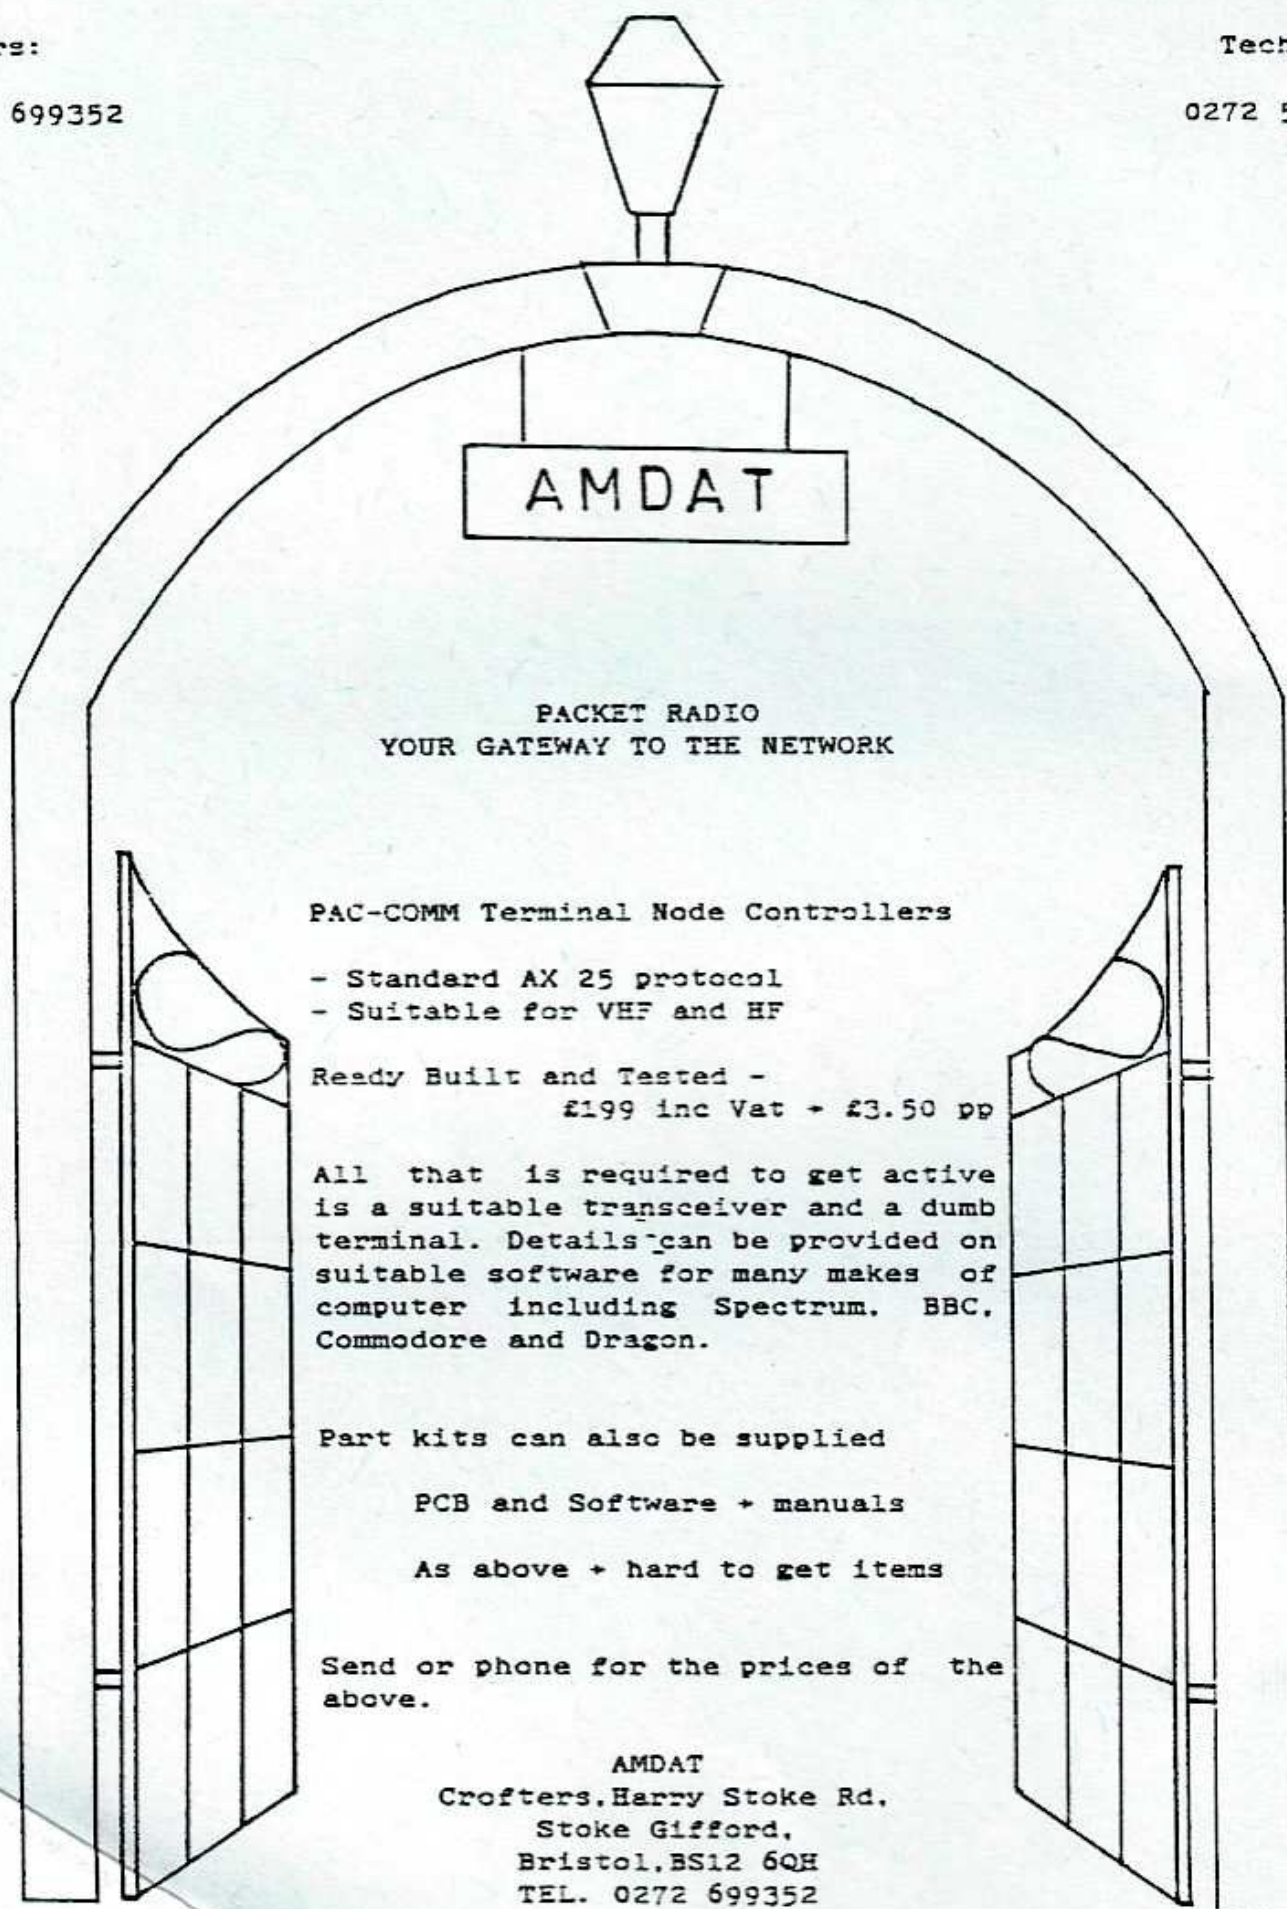 rs:
Tech
699352
0272 5
AMDAT
PACKET RADIO
YOUR GATEWAY TO THE NETWORK
PAC-COMM Terminal Node Controllers
- Standard AX 25 protocol
- Suitable for VHF and HF
Ready Built and Tested -
£199 inc Vat + £3.50 pp
All that is required to get active
is a suitable transceiver and a dumb
terminal. Details can be provided on
suitable software for many makes of
computer including Spectrum, BBC,
Commodore and Dragon.
Part kits can also be supplied
PCB and Software + manuals
As above + hard to get items
Send or phone for the prices of the
above.
AMDAT
Crofters,Harry Stoke Rd,
Stoke Gifford,
Bristol,BS12 6QH
TEL. 0272 699352